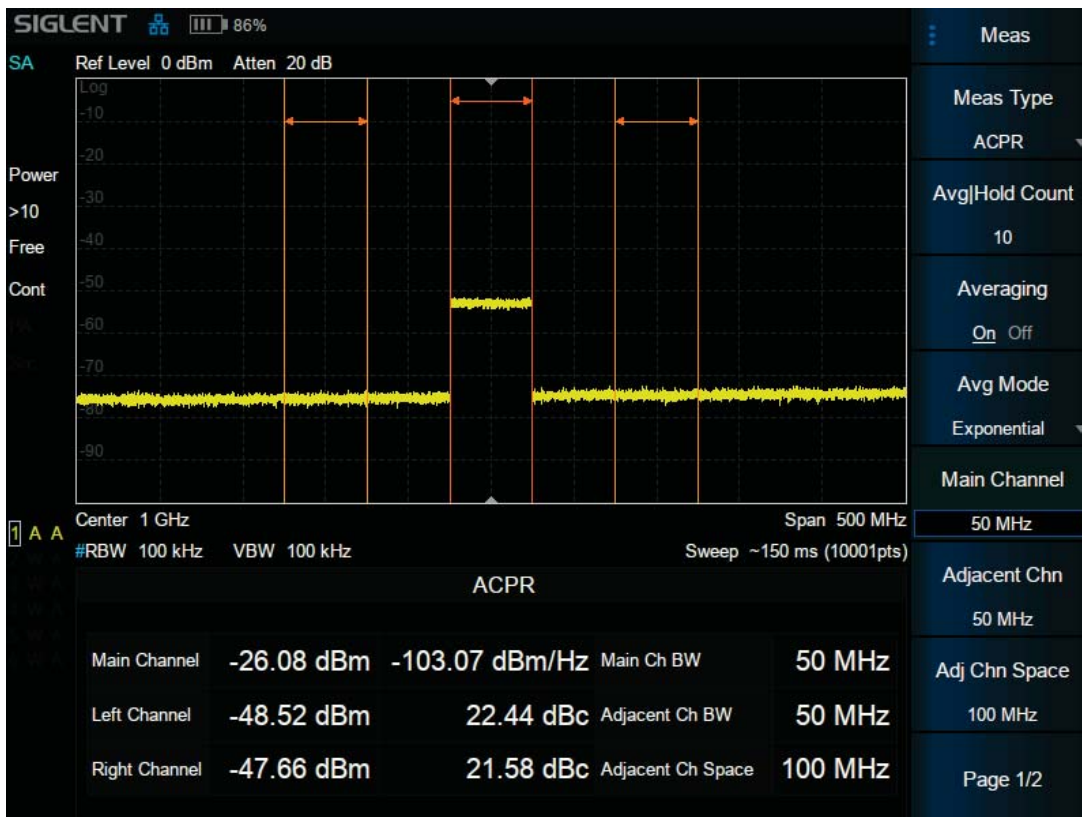 SIGLENT 86%
Meas
SA
Ref Level 0 dBm Atten 20 dB
Log
-10
-20
-30
-40
-50
-60
-70
-80
-90
Power
>10
Free
Cont
1 A A
Center 1 GHz Span 500 MHz
#RBW 100 kHz VBW 100 kHz Sweep ~150 ms (10001pts)
ACPR
Main Channel -26.08 dBm -103.07 dBm/Hz Main Ch BW 50 MHz
Left Channel -48.52 dBm 22.44 dBc Adjacent Ch BW 50 MHz
Right Channel -47.66 dBm 21.58 dBc Adjacent Ch Space 100 MHz
Meas Type
ACPR
Avg|Hold Count
10
Averaging
On Off
Avg Mode
Exponential
Main Channel
50 MHz
Adjacent Chn
50 MHz
Adj Chn Space
100 MHz
Page 1/2